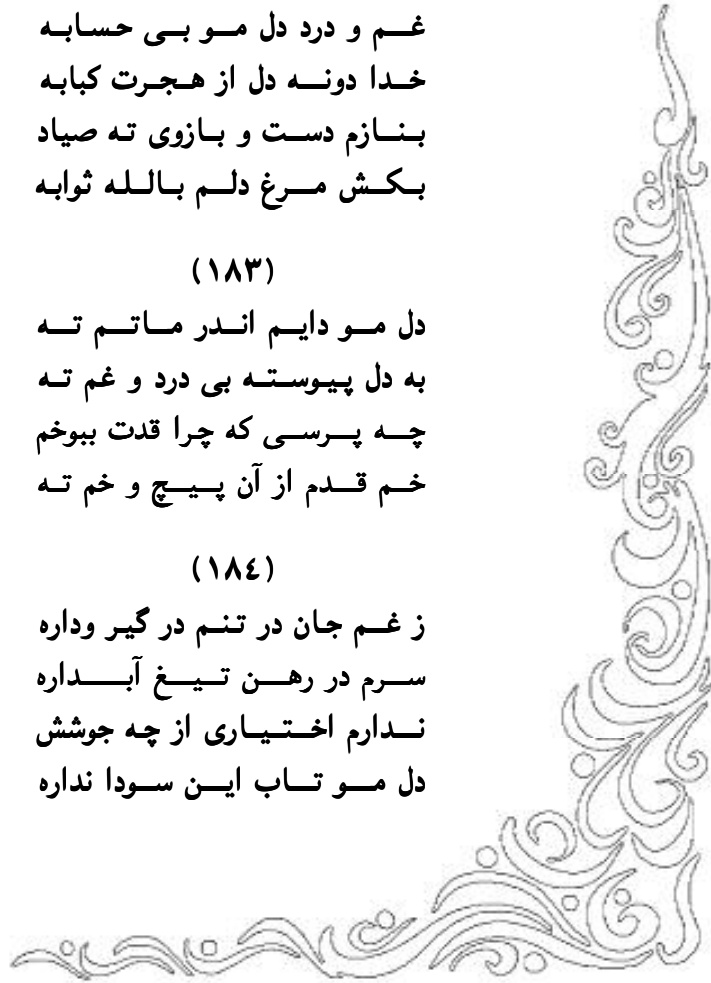 غم و درد دل مو بی حسابه
خدا دونه دل از هجرت کبابه
بنازم دست و بازوی ته صیاد
بکش مرغ دلم بالله ثوابه
(١٨٣)
دل مو دایم اندر ماتم ته
به دل پیوسته بی درد و غم ته
چه پرسی که چرا قدت ببوخم
خم قدم از آن پیچ و خم ته
(١٨٤)
ز غم جان در تنم در گیر وداره
سرم در رهن تیغ آبداره
ندارم اختیاری از چه جوشش
دل مو تاب این سودا نداره